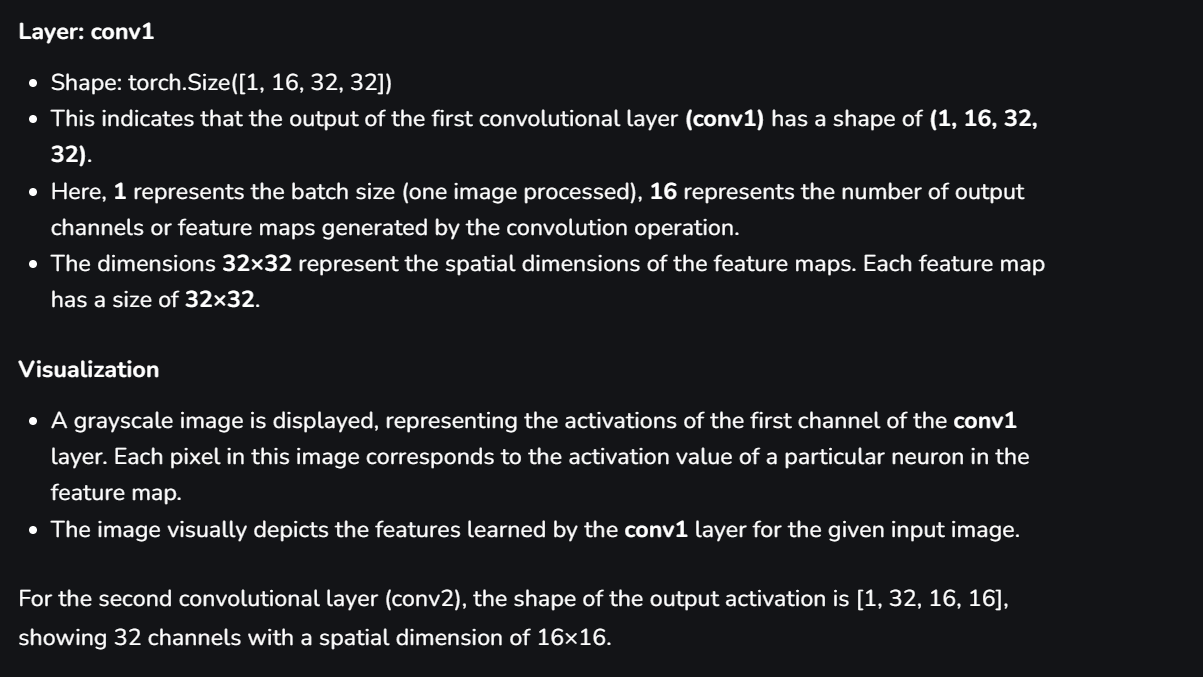 Layer: conv1
• Shape: torch.Size([1, 16, 32, 32])
• This indicates that the output of the first convolutional layer (conv1) has a shape of (1, 16, 32,
32).
• Here, 1 represents the batch size (one image processed), 16 represents the number of output
channels or feature maps generated by the convolution operation.
• The dimensions 32×32 represent the spatial dimensions of the feature maps. Each feature map
has a size of 32×32.
Visualization
• A grayscale image is displayed, representing the activations of the first channel of the conv1
layer. Each pixel in this image corresponds to the activation value of a particular neuron in the
feature map.
• The image visually depicts the features learned by the conv1 layer for the given input image.
For the second convolutional layer (conv2), the shape of the output activation is [1, 32, 16, 16],
showing 32 channels with a spatial dimension of 16×16.